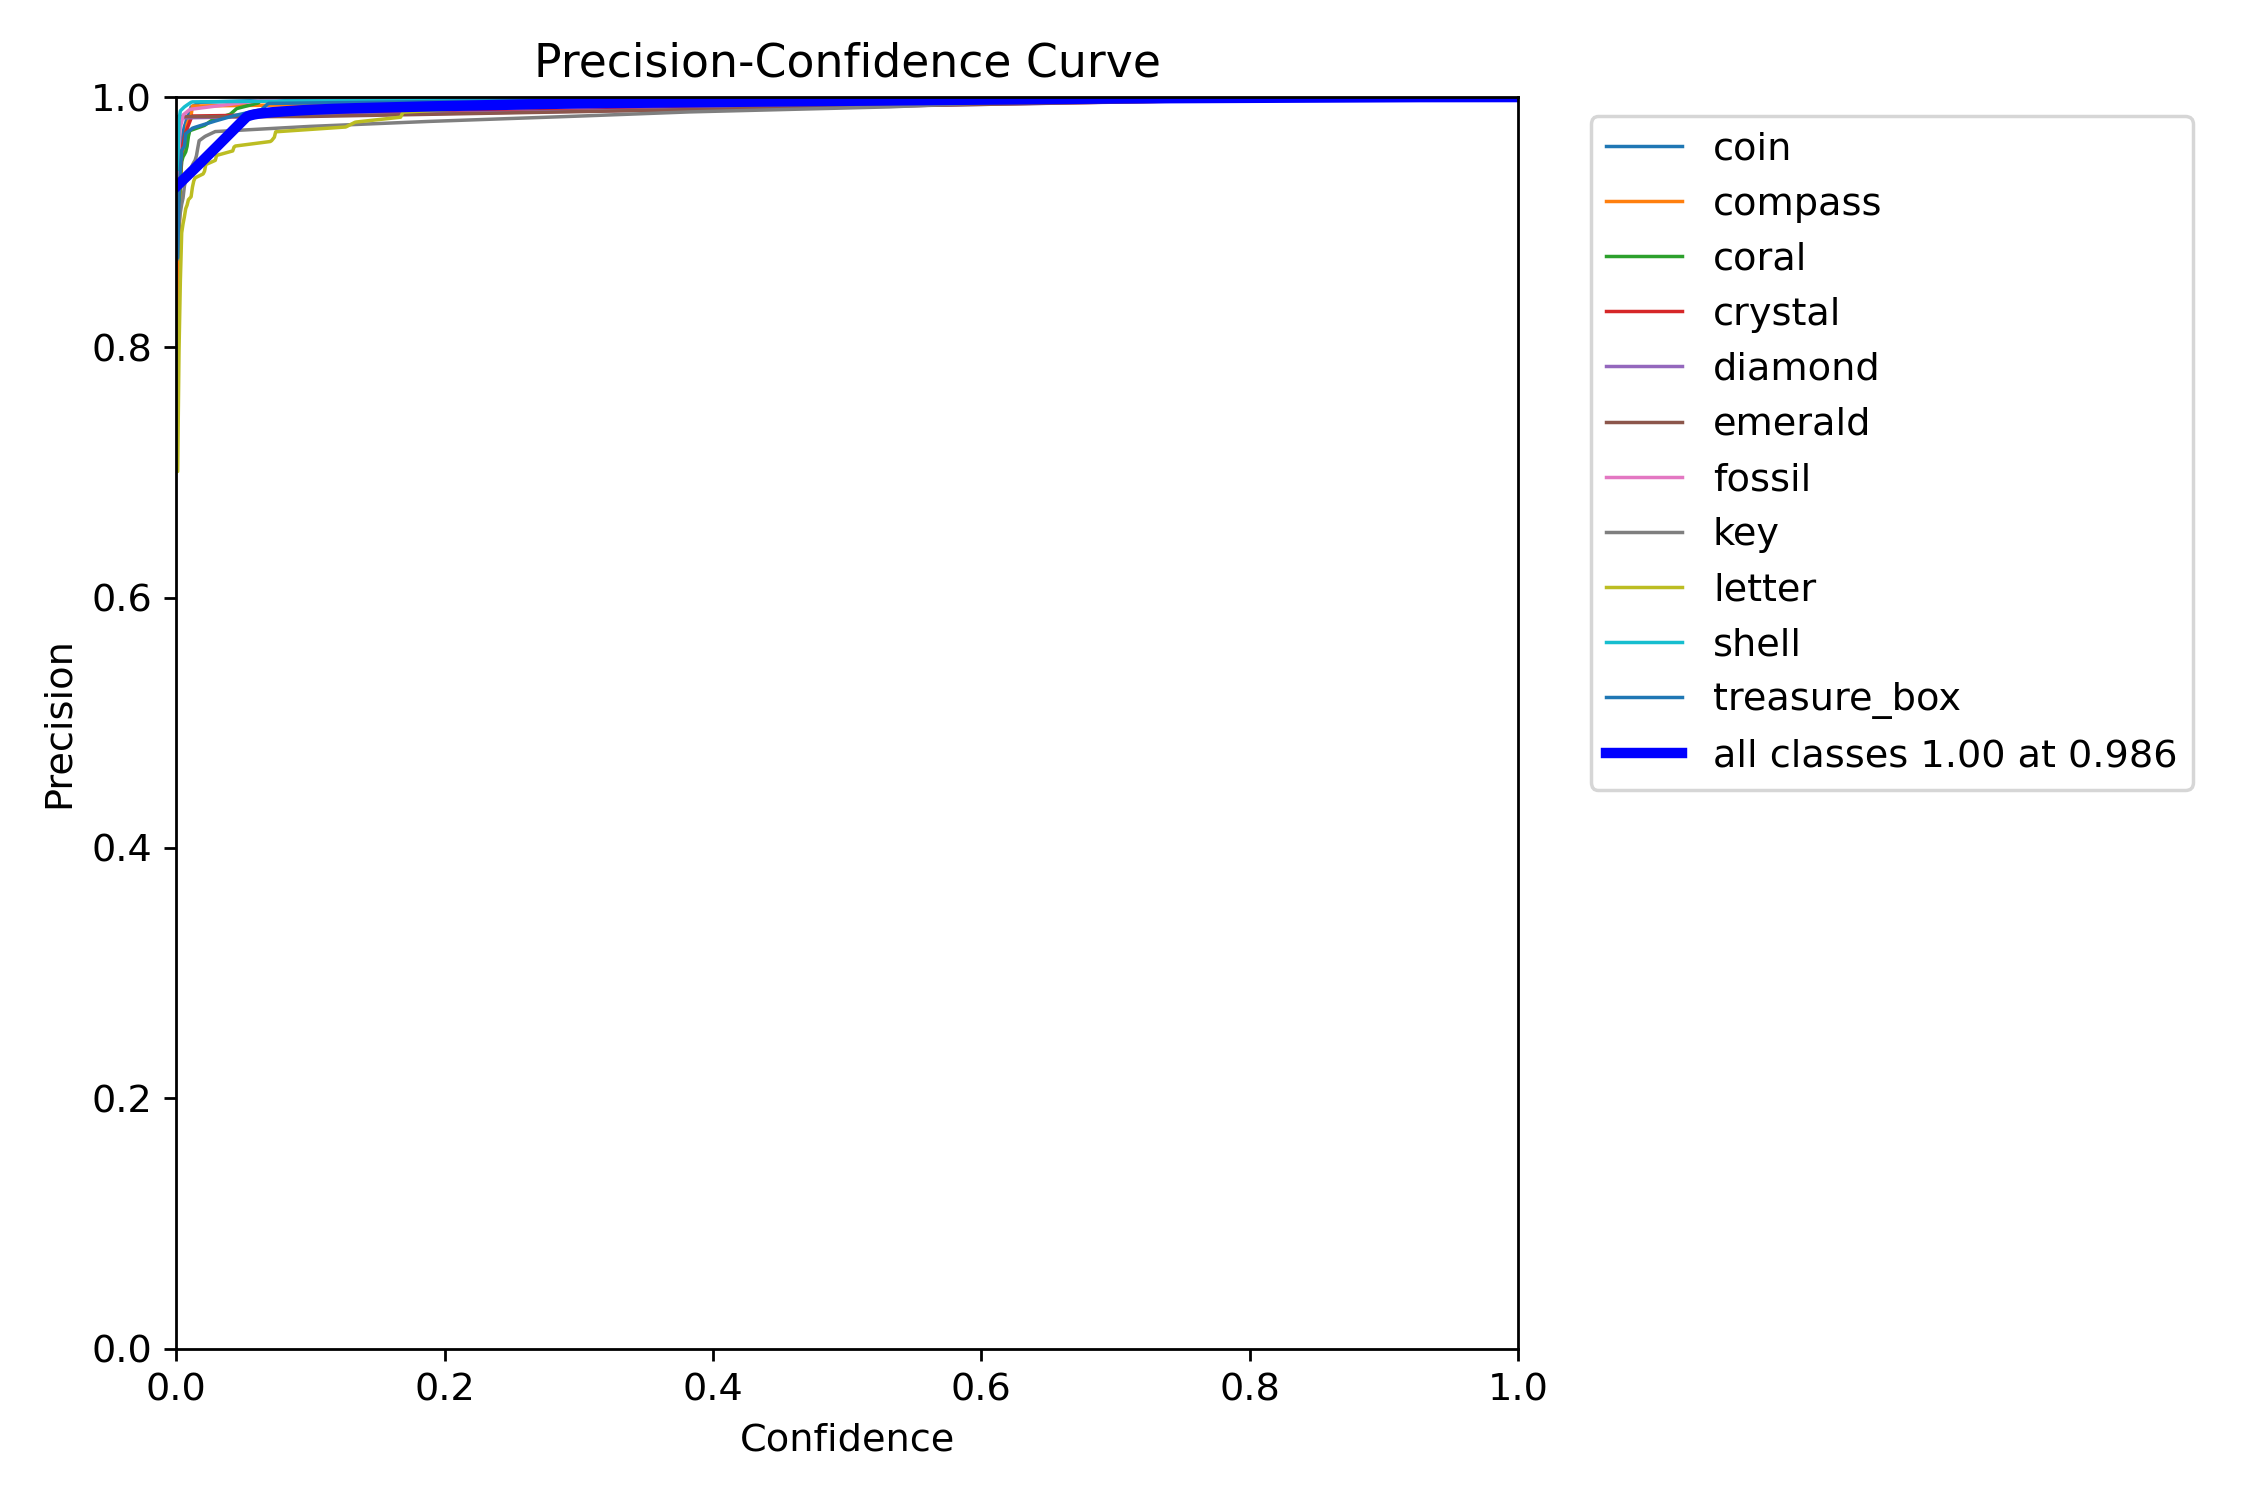 Precision-Confidence Curve
1.0
0.8
0.6
0.4
0.2
0.0
Precision
0.0 0.2 0.4 0.6 0.8 1.0
Confidence
coin
compass
coral
crystal
diamond
emerald
fossil
key
letter
shell
treasure_box
all classes 1.00 at 0.986